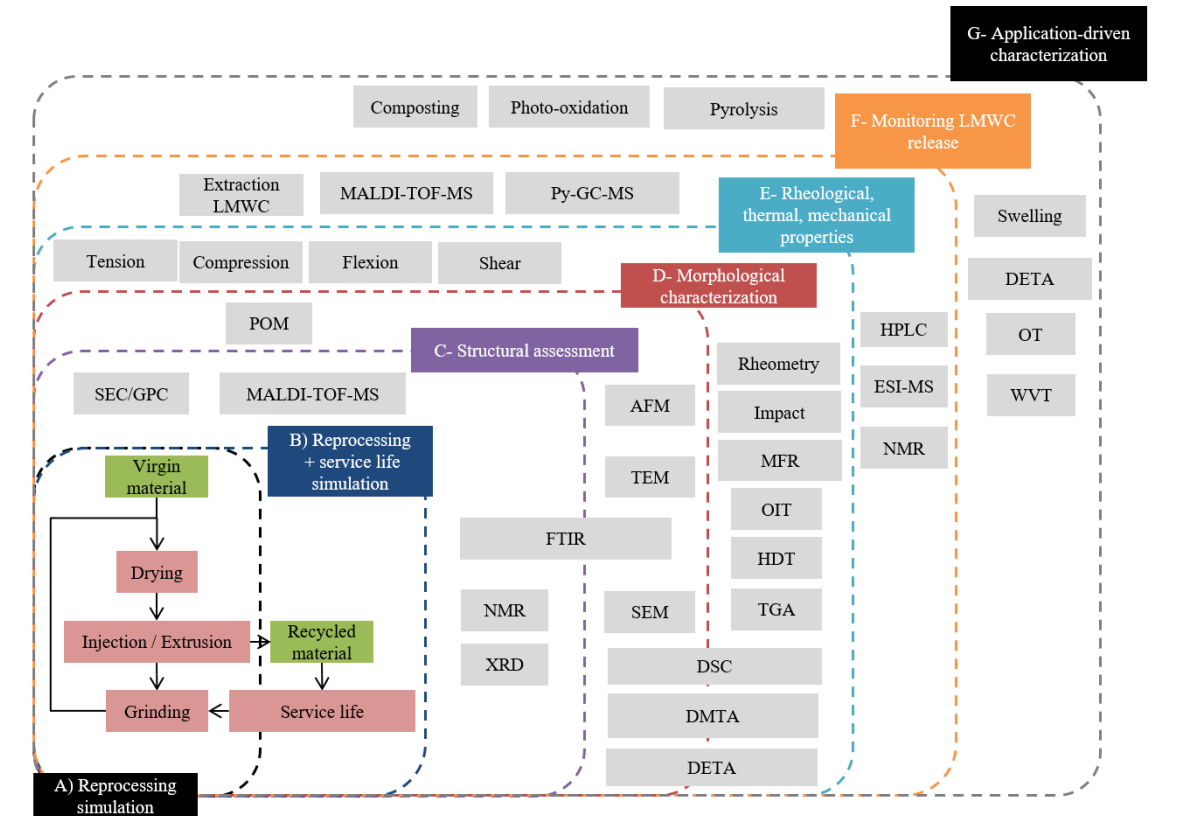 G- Application-driven
characterization
Composting
Photo-oxidation
Pyrolysis
F- Monitoring LMWC
release
Extraction
LMWC
MALDI-TOF-MS
Py-GC-MS
E- Rheological,
thermal, mechanical
properties
Swelling
Tension
Compression
Flexion
Shear
D- Morphological
characterization
DETA
POM
C- Structural assessment
HPLC
OT
Rheometry
SEC/GPC
MALDI-TOF-MS
AFM
Impact
ESI-MS
WVT
B) Reprocessing
+ service life
simulation
NMR
MFR
Virgin
material
TEM
OIT
FTIR
HDT
Drying
NMR
SEM
TGA
Injection / Extrusion
Recycled
material
XRD
DSC
Grinding
Service life
DMTA
DETA
A) Reprocessing
simulation